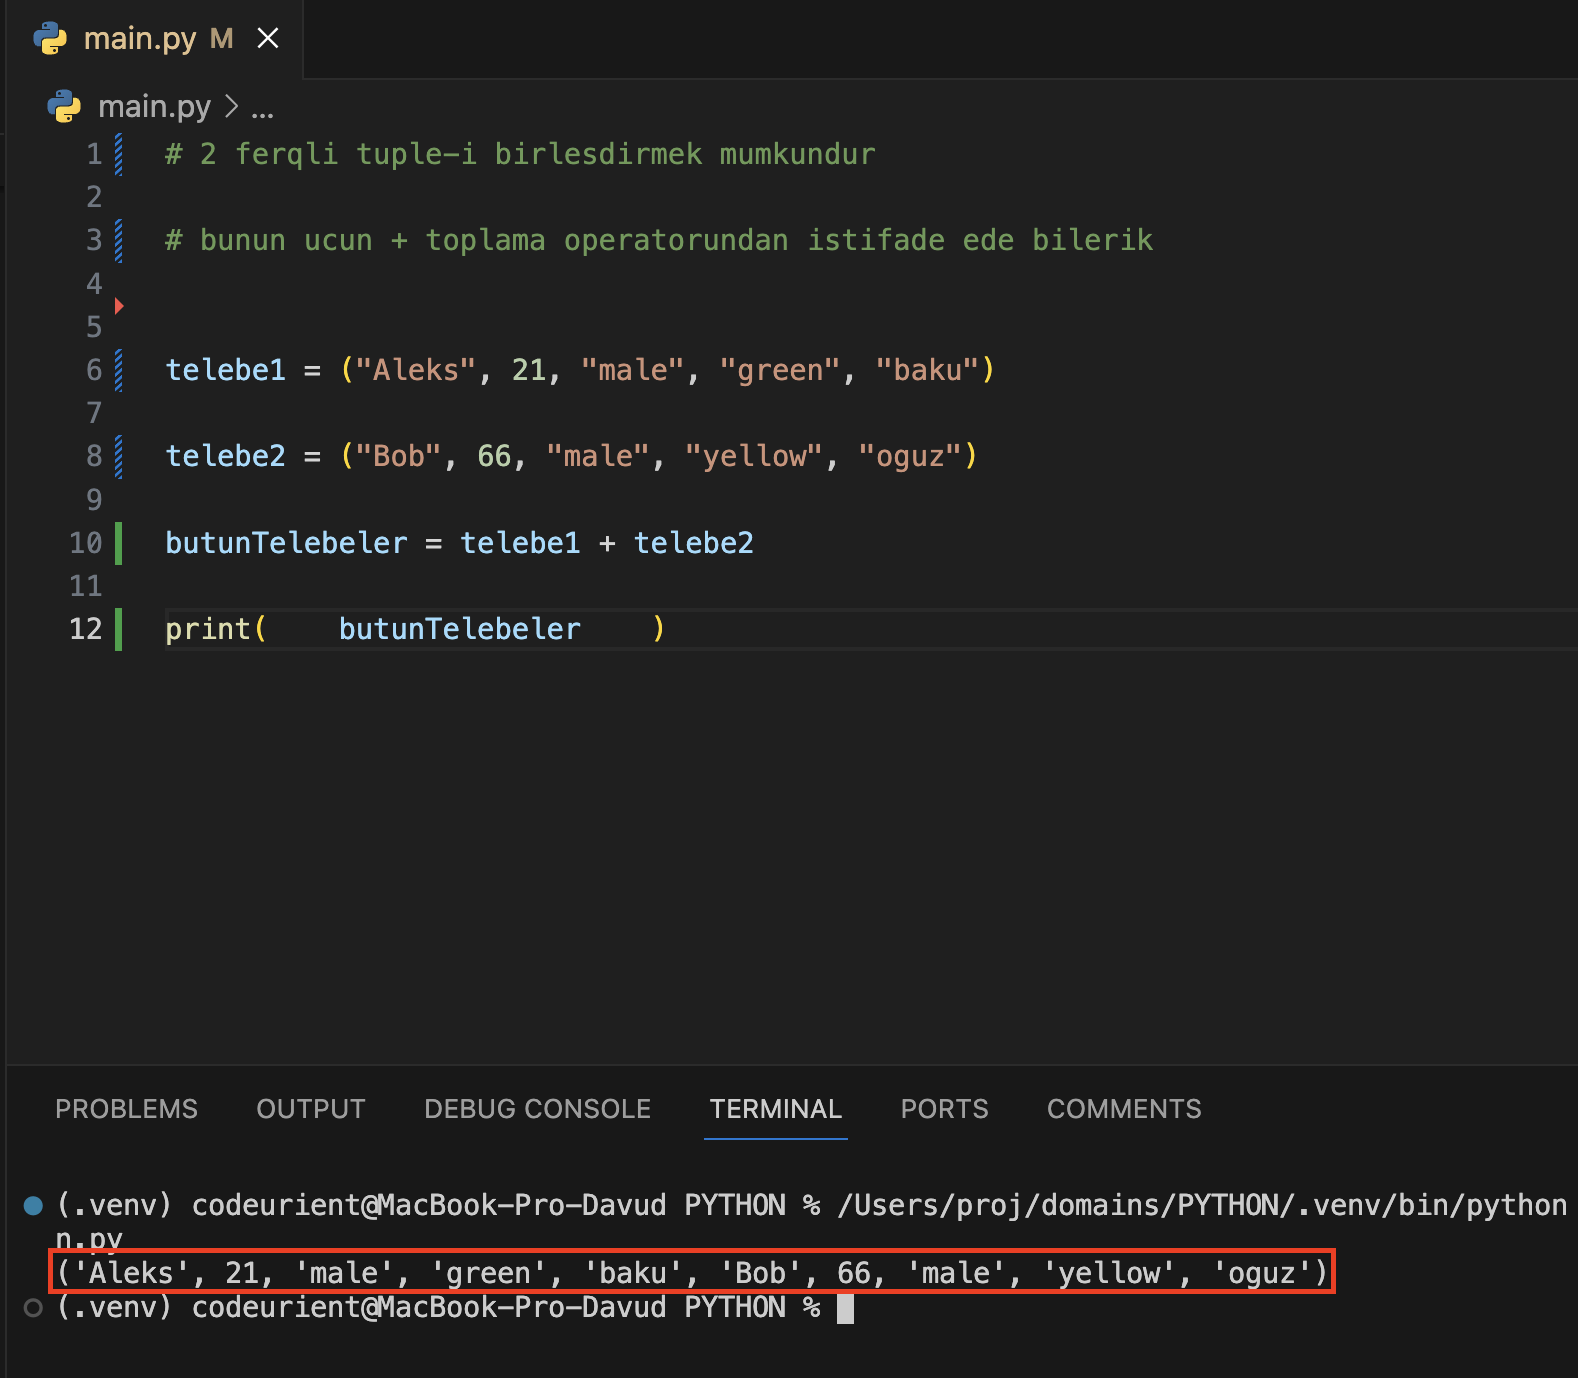 main.py M
main.py > ...
1 # 2 ferqli tuple-i birlesdirmek mumkundur
2
3 # bunun ucun + toplama operatorundan istifade ede bilerik
4
5
6 telebe1 = ("Aleks", 21, "male", "green", "baku")
7
8 telebe2 = ("Bob", 66, "male", "yellow", "oguz")
9
10 butunTelebeler = telebe1 + telebe2
11
12 print(    butunTelebeler    )
PROBLEMS OUTPUT DEBUG CONSOLE TERMINAL PORTS COMMENTS
(.venv) codeurient@MacBook-Pro-Davud PYTHON % /Users/proj/domains/PYTHON/.venv/bin/python
n.py
('Aleks', 21, 'male', 'green', 'baku', 'Bob', 66, 'male', 'yellow', 'oguz')
(.venv) codeurient@MacBook-Pro-Davud PYTHON %